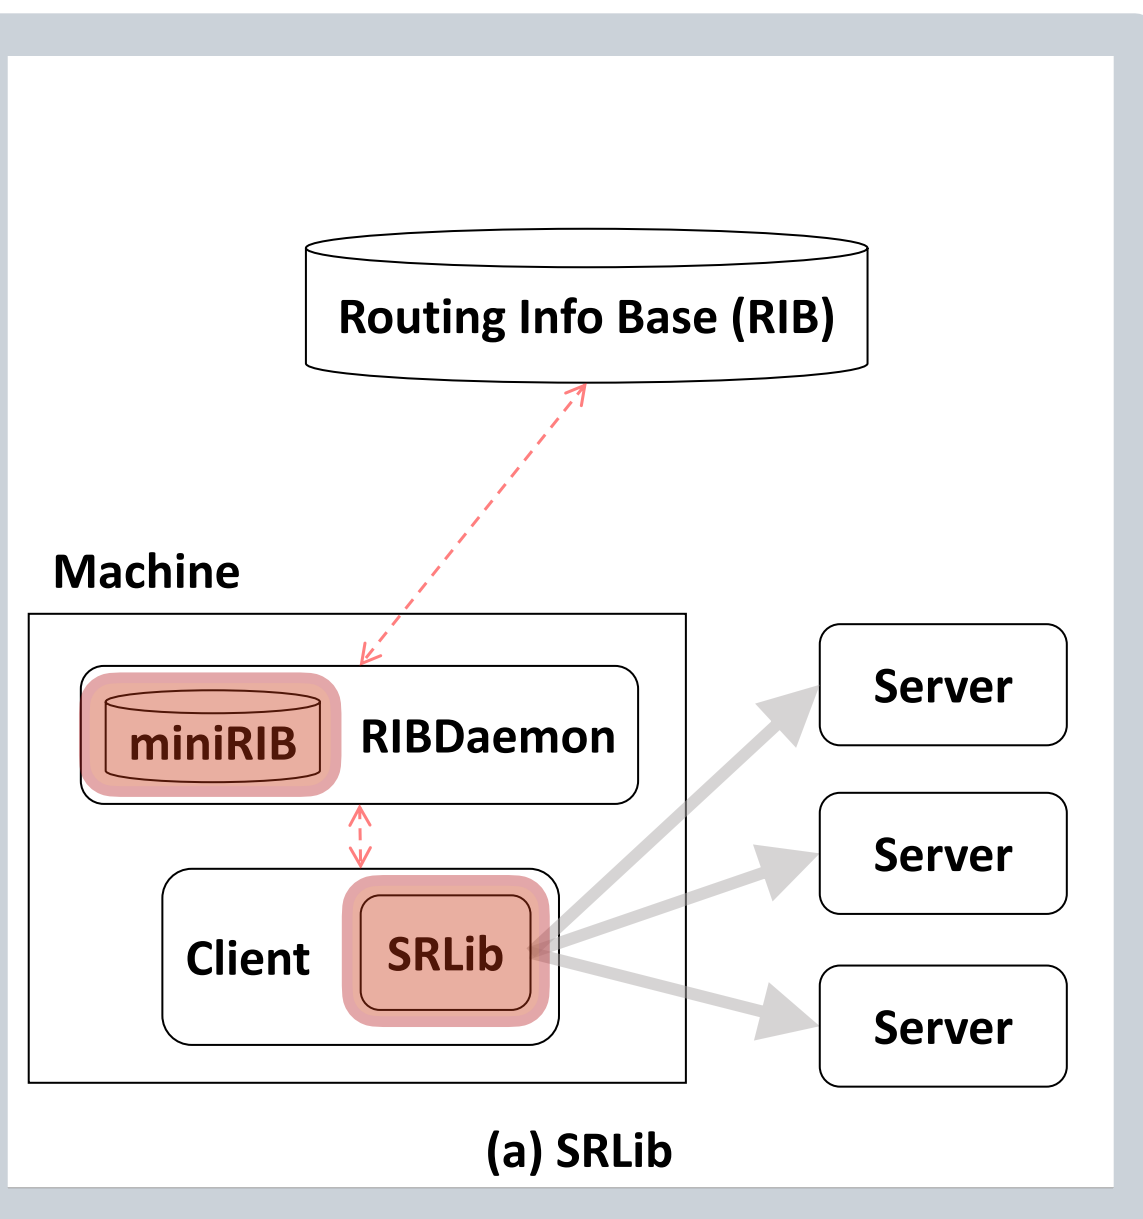 Routing Info Base (RIB)
Machine
miniRIB
RIBDaemon
Client
SRLib
Server
Server
Server
(a) SRLib